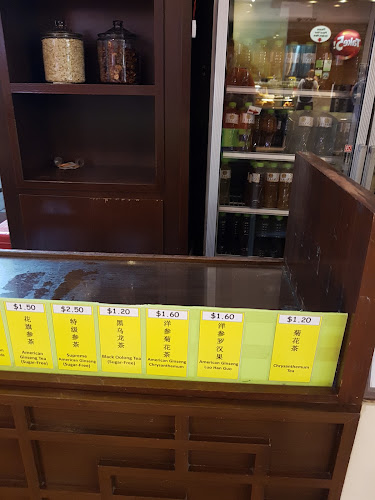 $1.50
花旗参茶
American
Ginseng Tea
(Sugar-Free)
$2.50
特级参茶
Supreme
American Ginseng
(Sugar-Free)
$1.20
黑乌龙茶
Black Oolong Tea
(Sugar-Free)
$1.60
洋参菊花茶
American Ginseng
Chrysanthemum
$1.60
洋参罗汉果
American Ginseng
Luo Han Guo
$1.20
菊花茶
Chrysanthemum
Tea